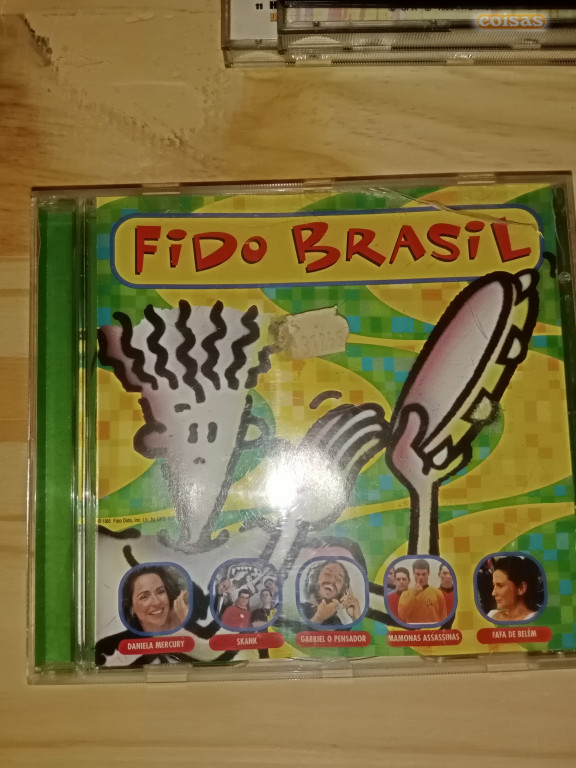 coisas
FiDO BRASIL
DANIELA MERCURY
SKANK
GABRIEL O PENSADOR
MAMONAS ASSASSINAS
FAFA DE BELÉM